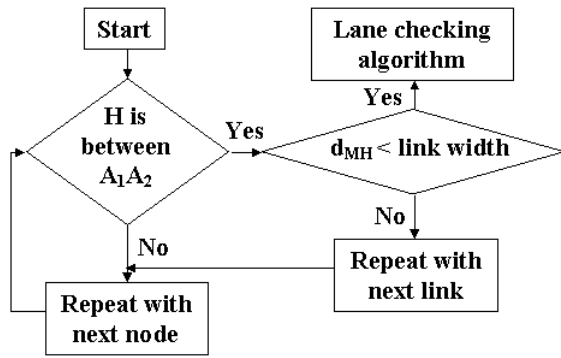 Start
Lane checking
algorithm
H is
between
A₁A₂
Yes
Yes
d_MH < link width
No
No
Repeat with
next link
Repeat with
next node